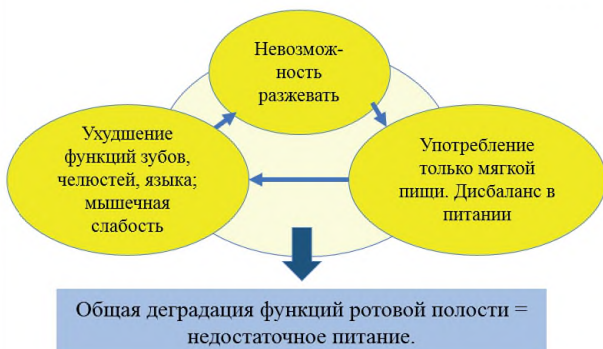 Невозмож-
ность
разжевать
Ухудшение
функций зубов,
челюстей, языка;
мышечная
слабость
Употребление
только мягкой
пищи. Дисбаланс в
питании
Общая деградация функций ротовой полости =
недостаточное питание.